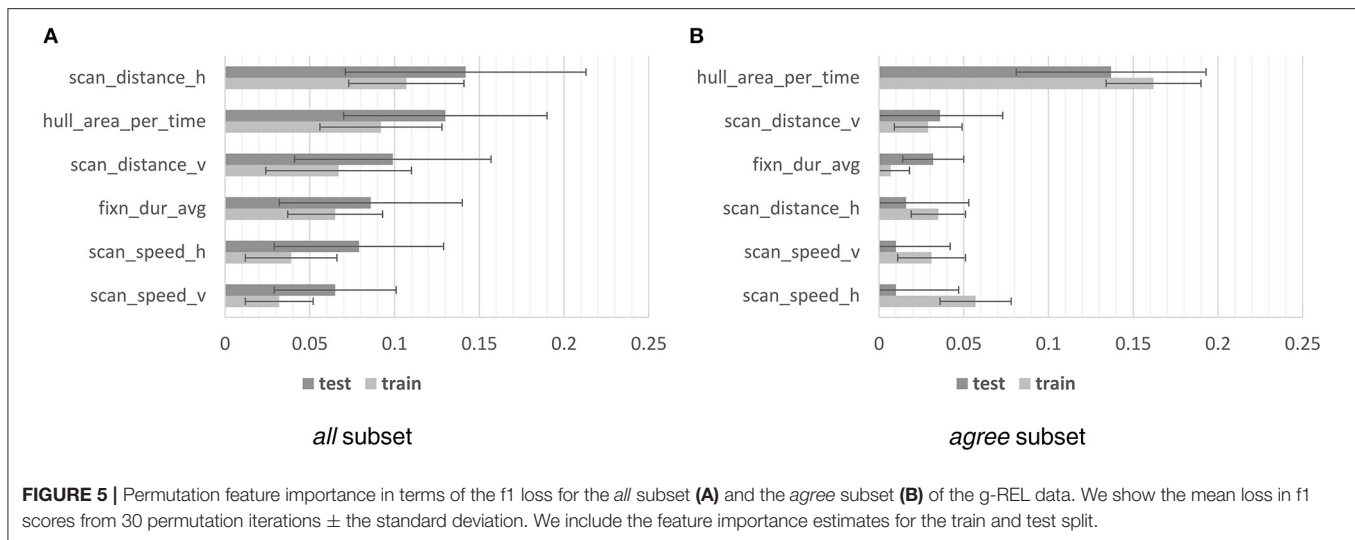 A
scan_distance_h
hull_area_per_time
scan_distance_v
fixn_dur_avg
scan_speed_h
scan_speed_v
0 0.05 0.1 0.15 0.2 0.25
test train
all subset
B
hull_area_per_time
scan_distance_v
fixn_dur_avg
scan_distance_h
scan_speed_v
scan_speed_h
0 0.05 0.1 0.15 0.2 0.25
test train
agree subset
FIGURE 5 | Permutation feature importance in terms of the f1 loss for the all subset (A) and the agree subset (B) of the g-REL data. We show the mean loss in f1
scores from 30 permutation iterations ± the standard deviation. We include the feature importance estimates for the train and test split.